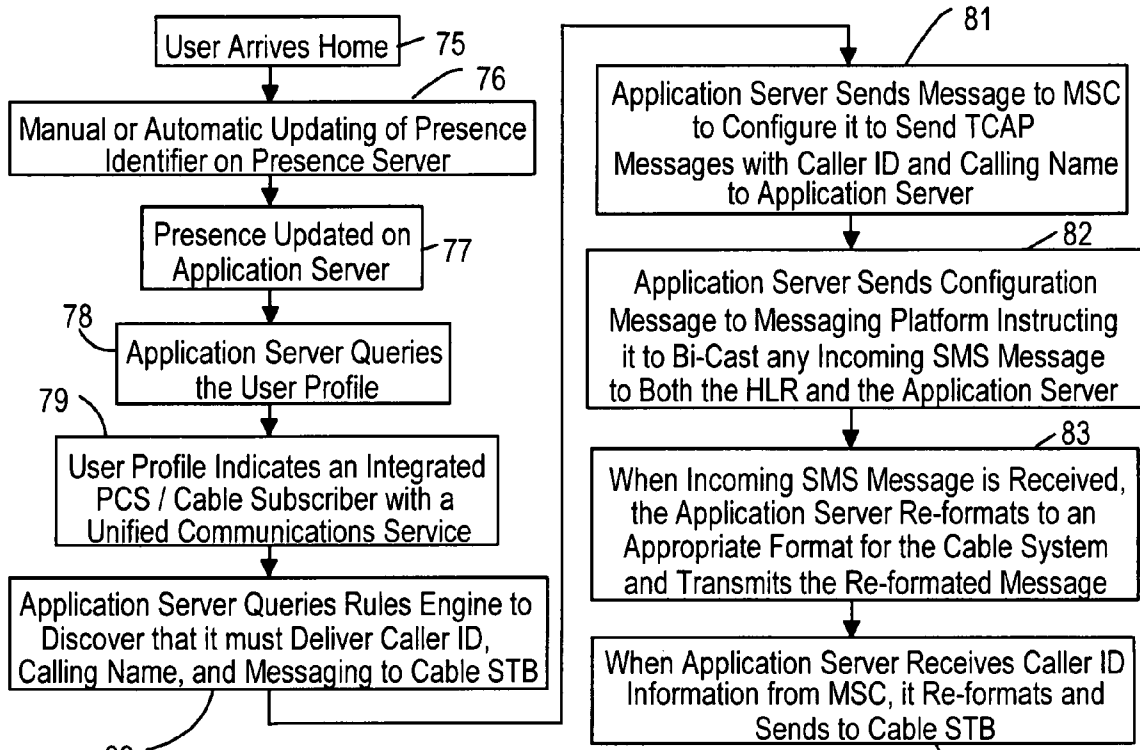 User Arrives Home
75
76
Manual or Automatic Updating of Presence
Identifier on Presence Server
Presence Updated on
Application Server
77
78
Application Server Queries
the User Profile
79
User Profile Indicates an Integrated
PCS / Cable Subscriber with a
Unified Communications Service
Application Server Queries Rules Engine to
Discover that it must Deliver Caller ID,
Calling Name, and Messaging to Cable STB
81
Application Server Sends Message to MSC
to Configure it to Send TCAP
Messages with Caller ID and Calling Name
to Application Server
82
Application Server Sends Configuration
Message to Messaging Platform Instructing
it to Bi-Cast any Incoming SMS Message
to Both the HLR and the Application Server
83
When Incoming SMS Message is Received,
the Application Server Re-formats to an
Appropriate Format for the Cable System
and Transmits the Re-formated Message
When Application Server Receives Caller ID
Information from MSC, it Re-formats and
Sends to Cable STB